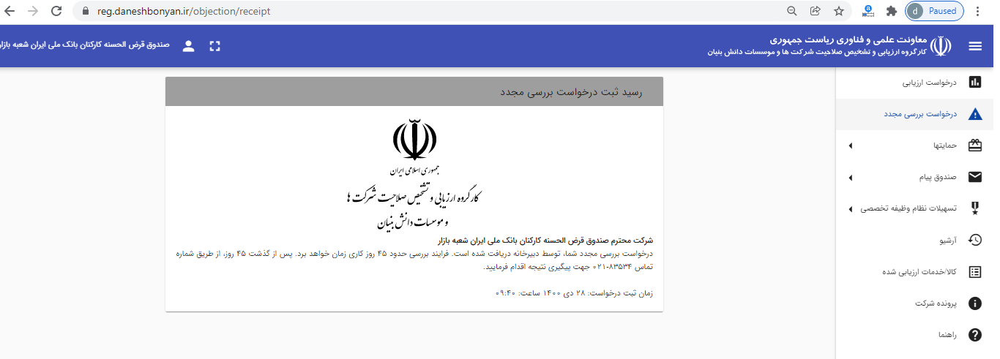 reg.daneshbonyan.ir/objection/receipt
d Paused
معاونت علمی و فناوری ریاست جمهوری
کارگروه ارزیابی و تشخیص صلاحیت شرکت ها و موسسات دانش بنیان
صندوق قرض الحسنه کارکنان بانک ملی ایران شعبه بازار
درخواست ارزیابی
درخواست بررسی مجدد
حمایتها
صندوق پیام
تسهیلات نظام وظیفه تخصصی
آرشیو
کالا/خدمات ارزیابی شده
پرونده شرکت
راهنما
رسید ثبت درخواست بررسی مجدد
جمهوری اسلامی ایران
کارگروه ارزیابی و تشخیص صلاحیت شرکت ها
و موسسات دانش بنیان
شرکت محترم صندوق قرض الحسنه کارکنان بانک ملی ایران شعبه بازار
درخواست بررسی مجدد شما، توسط دبیرخانه دریافت شده است. فرایند بررسی حدود ۴۵ روز کاری زمان خواهد برد. پس از گذشت ۴۵ روز، از طریق شماره
تماس ۸۳۵۳۴-۰۲۱ جهت پیگیری نتیجه اقدام فرمایید.
زمان ثبت درخواست: ۲۸ دی ۱۴۰۰ ساعت: ۰۹:۴۰